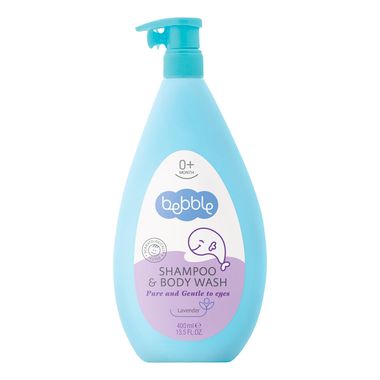 0+
MONTH
bebble
SHAMPOO
& BODY WASH
Pure and Gentle to eyes
Lavender
400 ml ℮
13.5 FL.OZ.